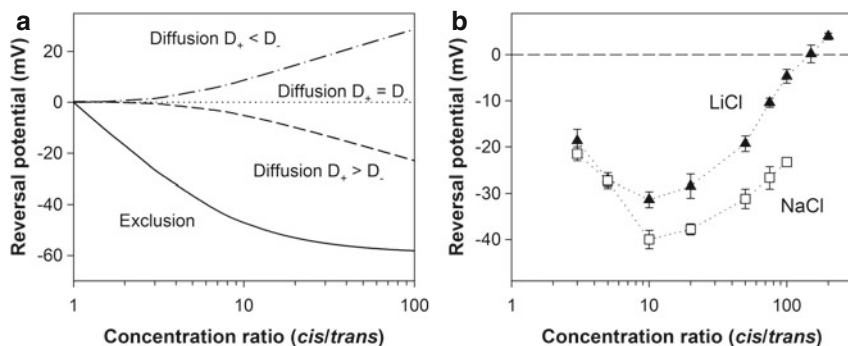 a
Reversal potential (mV)
20
0
-20
-40
-60
Diffusion D+ < D-
Diffusion D+ = D-
Diffusion D+ > D-
Exclusion
1
10
100
Concentration ratio (cis/trans)
b
Reversal potential (mV)
0
-10
-20
-30
-40
LiCl
NaCl
1
10
100
Concentration ratio (cis/trans)